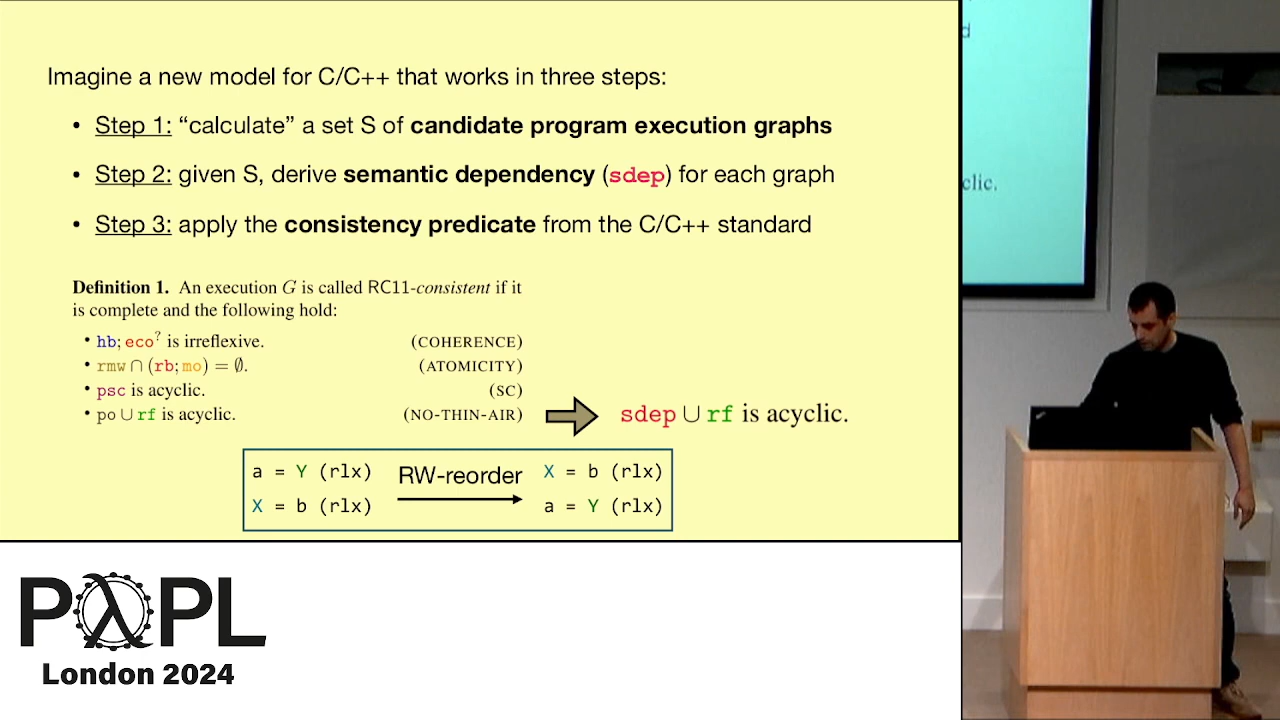 Imagine a new model for C/C++ that works in three steps:
• Step 1: “calculate” a set S of candidate program execution graphs
• Step 2: given S, derive semantic dependency (sdep) for each graph
• Step 3: apply the consistency predicate from the C/C++ standard
Definition 1. An execution G is called RC11-consistent if it
is complete and the following hold:
• hb; eco? is irreflexive. (COHERENCE)
• rmw ∩ (rb; mo) = ∅. (ATOMICITY)
• psc is acyclic. (SC)
• po ∪ rf is acyclic. (NO-THIN-AIR) sdep ∪ rf is acyclic.
a = Y (rlx) RW-reorder X = b (rlx)
X = b (rlx) a = Y (rlx)
PλPL
London 2024
d
clic.